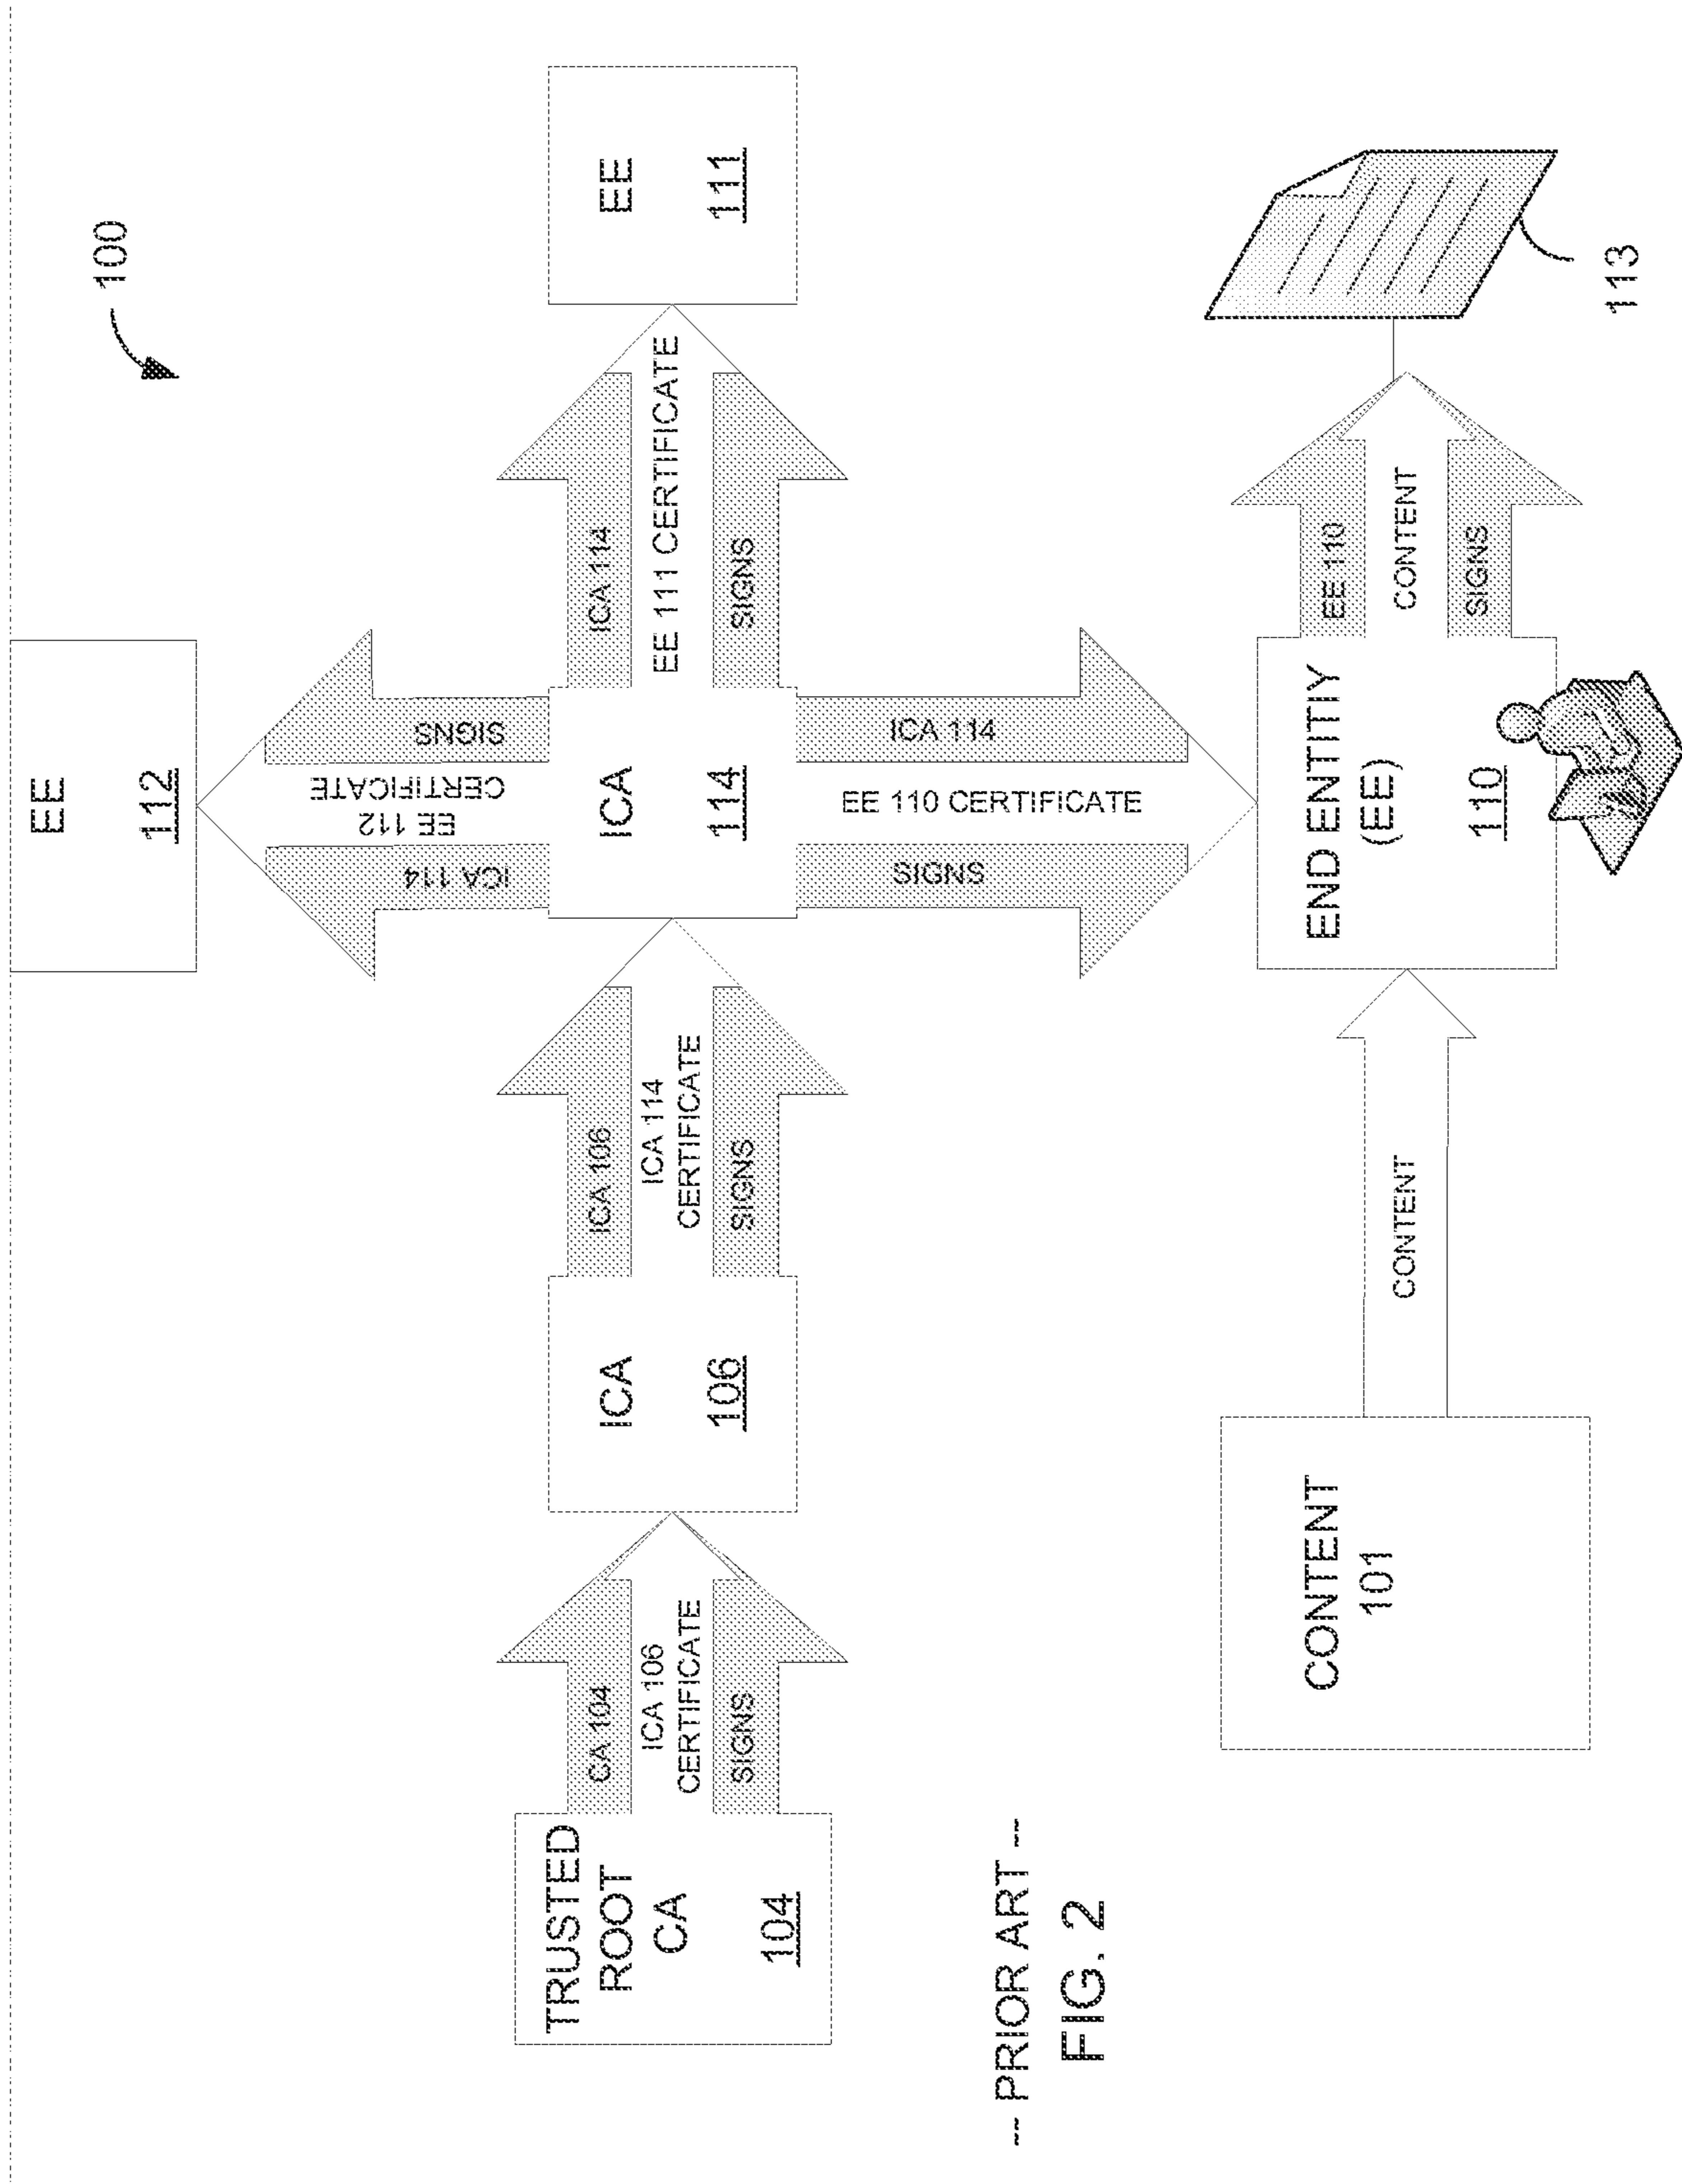 100
EE
112
ICA 114
EE 112
CERTIFICATE
SIGNS
TRUSTED
ROOT
CA
104
CA 104
ICA 106
CERTIFICATE
SIGNS
ICA
106
ICA 106
ICA 114
CERTIFICATE
SIGNS
ICA
114
ICA 114
EE 111 CERTIFICATE
SIGNS
EE
111
ICA 114
EE 110 CERTIFICATE
SIGNS
CONTENT
101
CONTENT
END ENTITIY
(EE)
110
EE 110
CONTENT
SIGNS
113
-- PRIOR ART --
FIG. 2